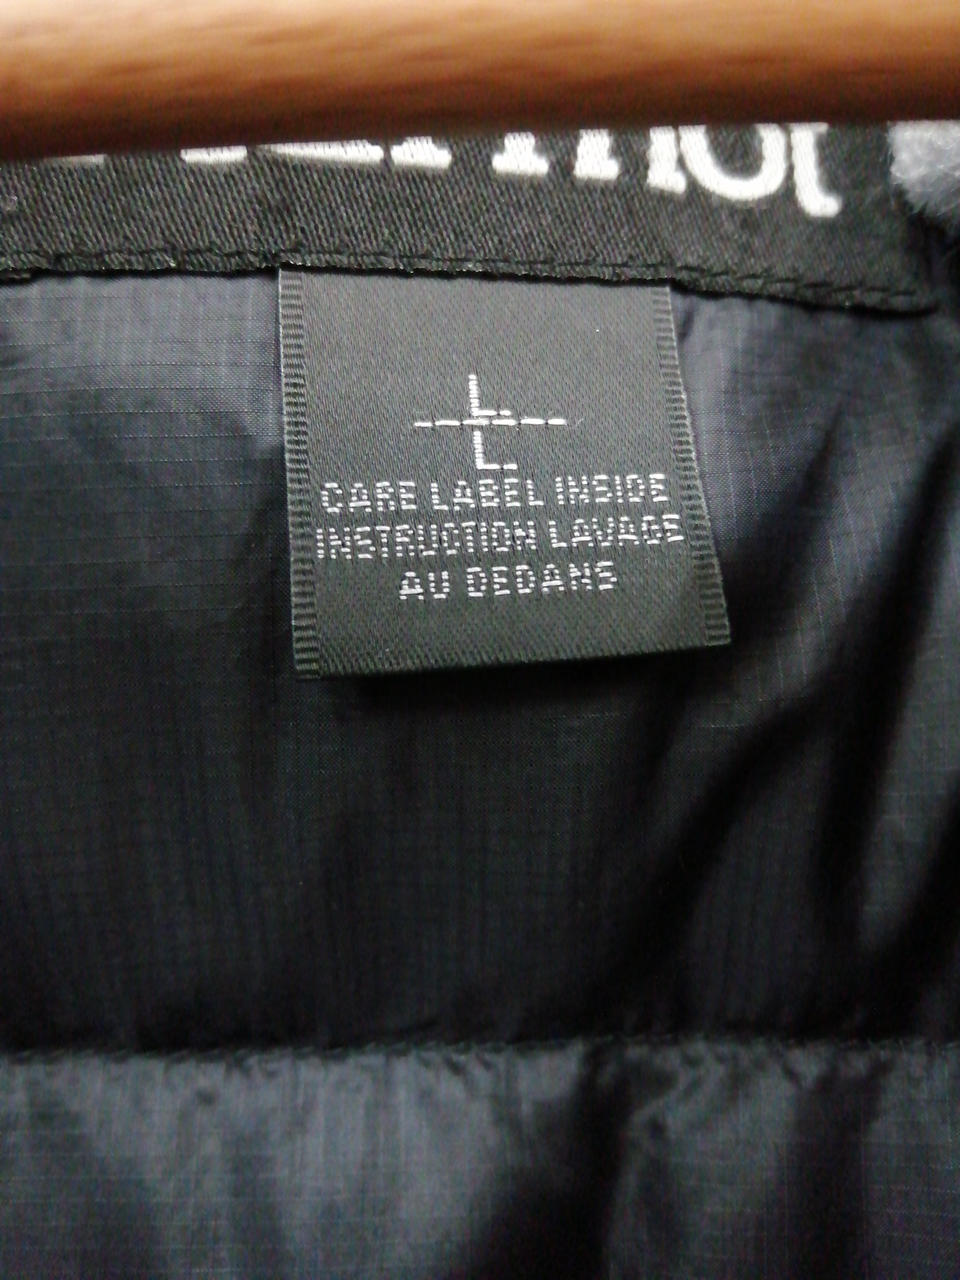 L
CARE LABEL INSIDE
INSTRUCTION LAVAGE
AU DEDANS